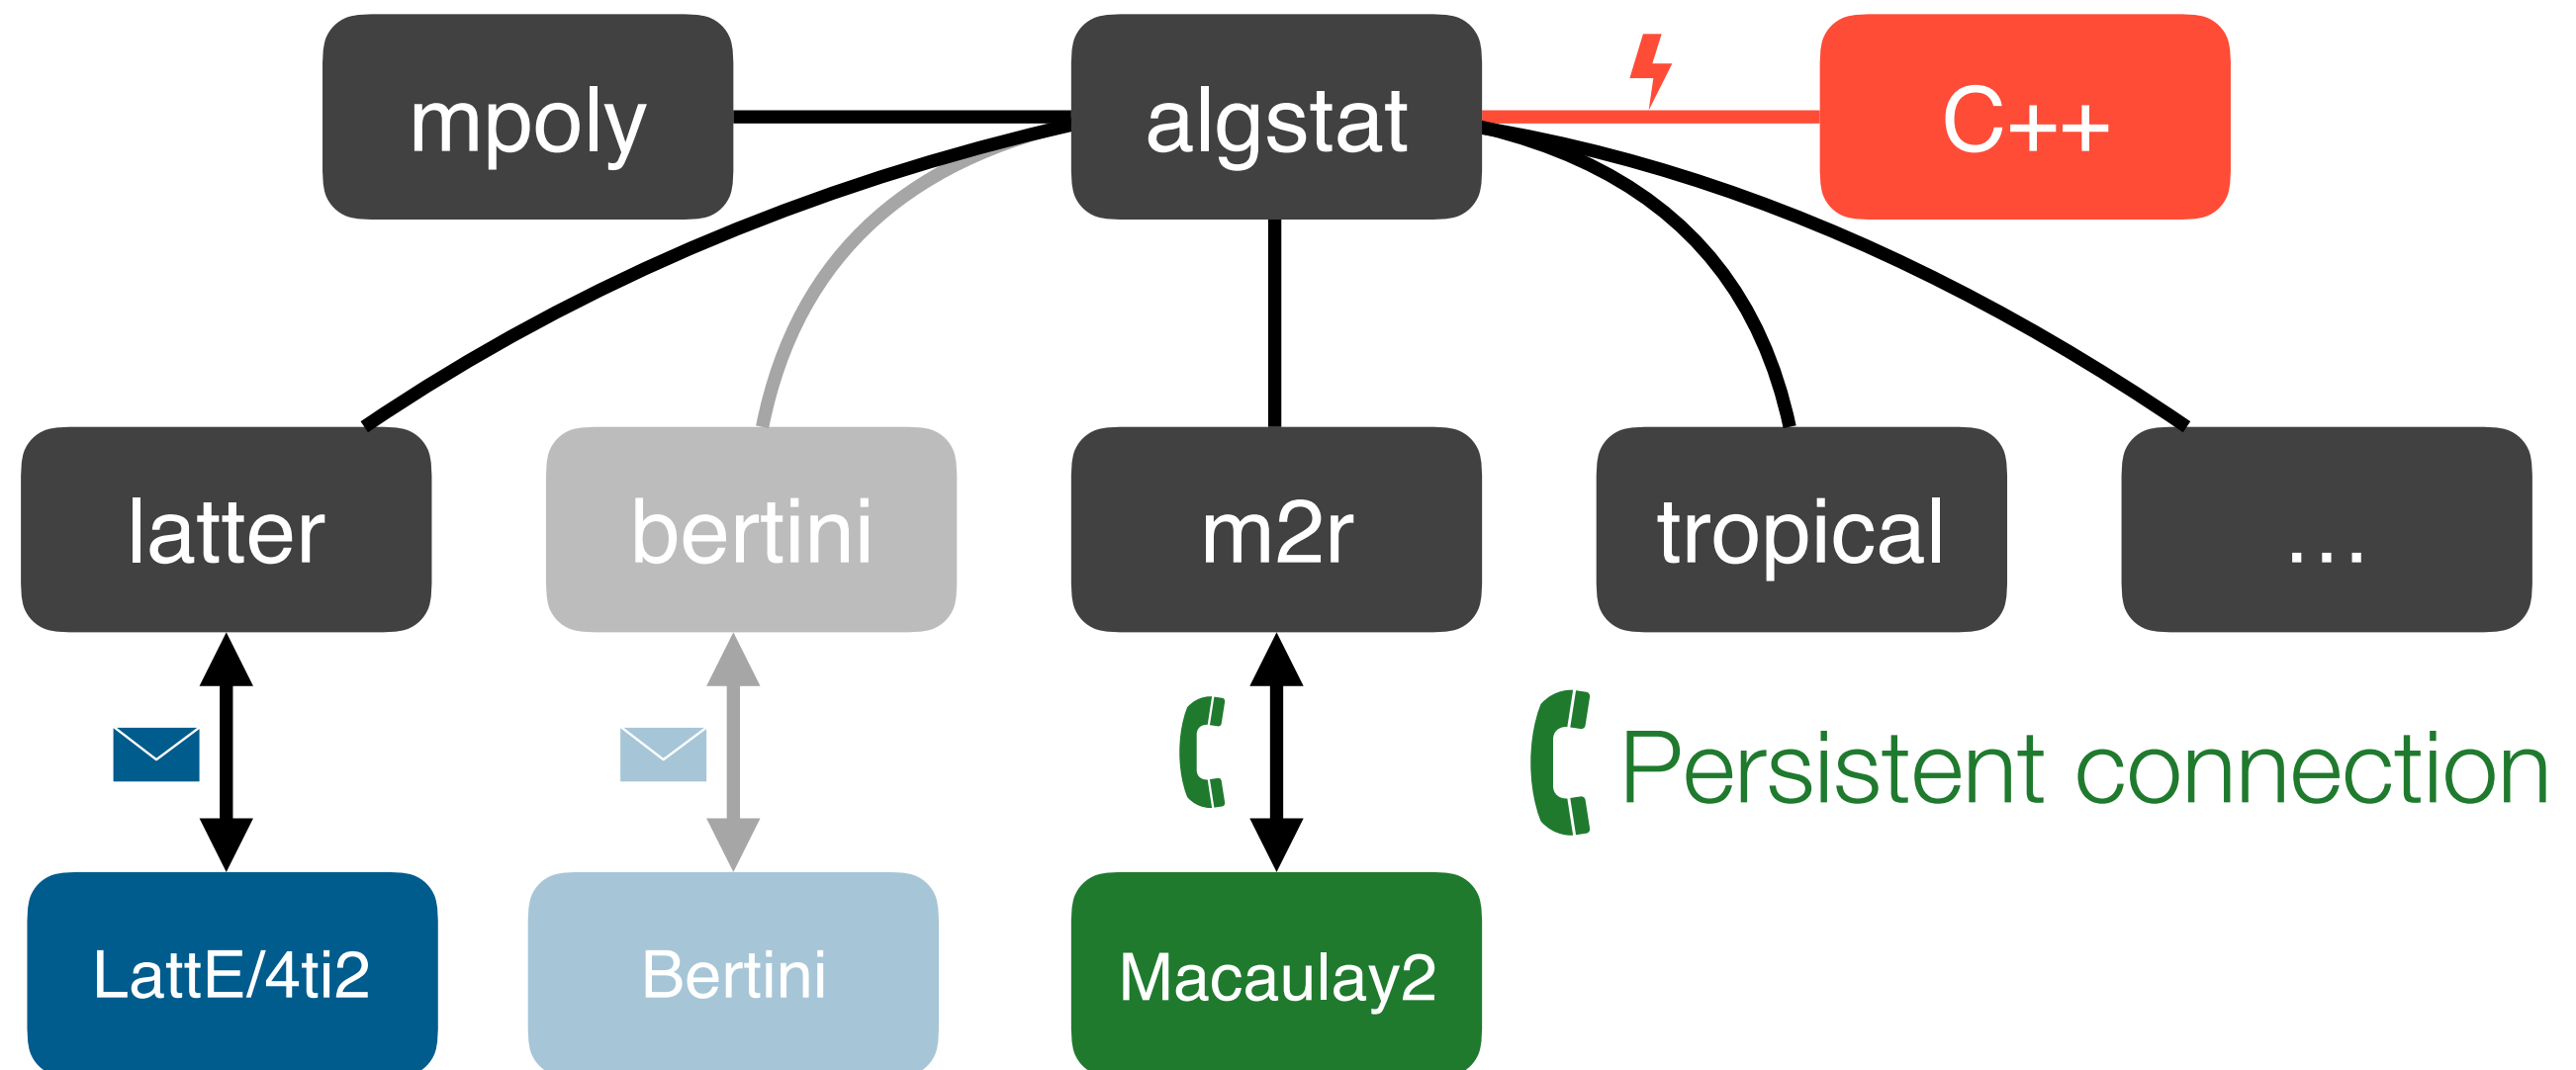 mpoly
algstat
C++
latter
bertini
m2r
tropical
...
Persistent connection
LattE/4ti2
Bertini
Macaulay2